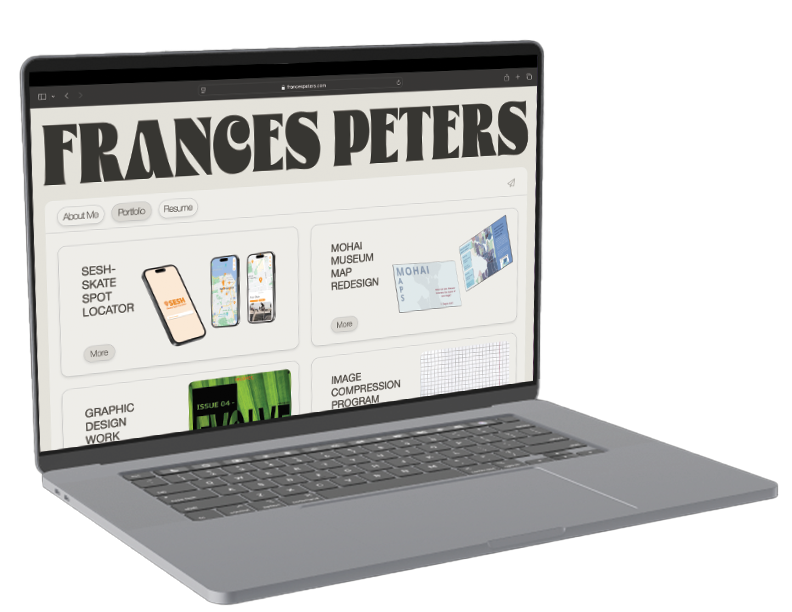 francespeters.com
FRANCES PETERS
About Me
Portfolio
Resume
SESH-
SKATE
SPOT
LOCATOR
SESH
More
MOHAI
MUSEUM
MAP
REDESIGN
MOHAI
MAPS
More
GRAPHIC
DESIGN
WORK
ISSUE 04 -
EVOLVE
IMAGE
COMPRESSION
PROGRAM